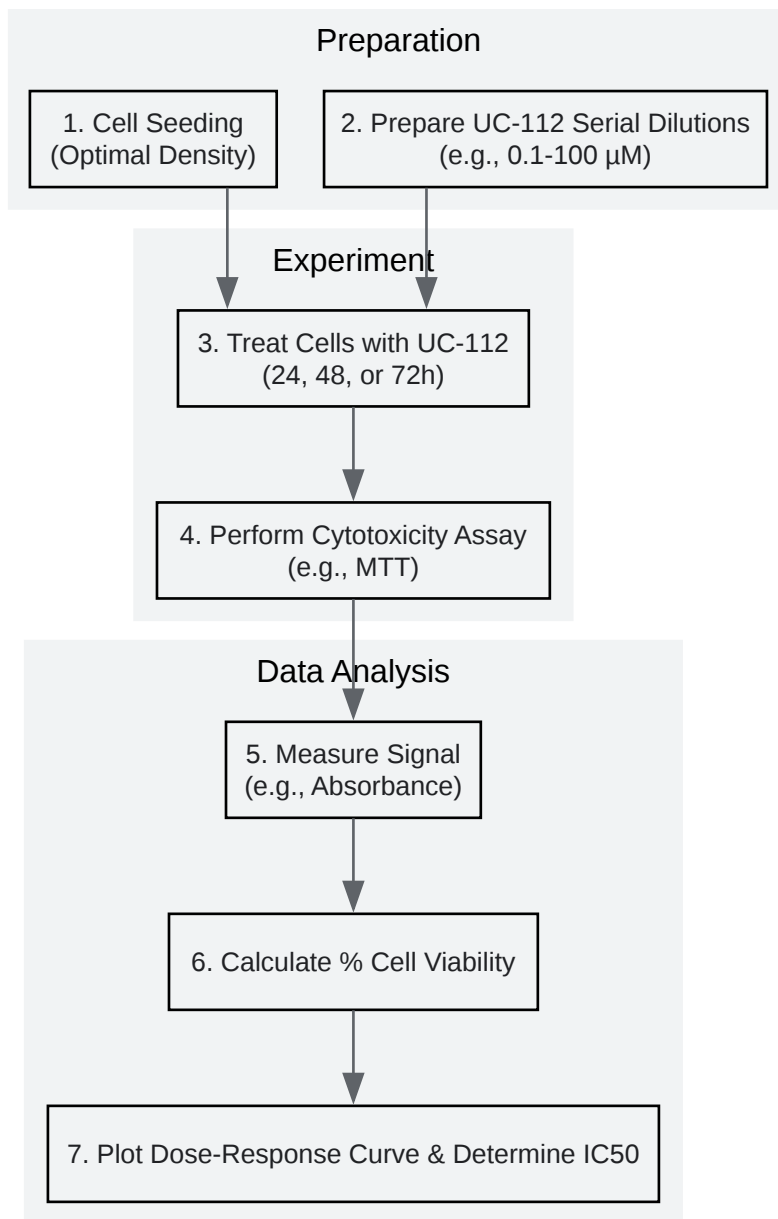 Preparation
1. Cell Seeding
(Optimal Density)
2. Prepare UC-112 Serial Dilutions
(e.g., 0.1-100 µM)
Experiment
3. Treat Cells with UC-112
(24, 48, or 72h)
4. Perform Cytotoxicity Assay
(e.g., MTT)
Data Analysis
5. Measure Signal
(e.g., Absorbance)
6. Calculate % Cell Viability
7. Plot Dose-Response Curve & Determine IC50